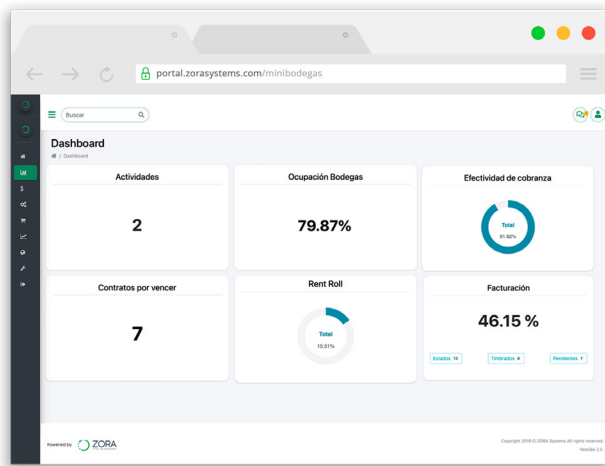 portal.zorasystems.com/minibodegas
Buscar
Dashboard
/ Dashboard
Actividades
2
Ocupación Bodegas
79.87%
Efectividad de cobranza
Total
91.82%
Contratos por vencer
7
Rent Roll
Total
15.51%
Facturación
46.15 %
Estados 13
Timbrados 6
Pendientes 7
Powered by ZORA
Copyright 2018 © ZORA Systems All rights reserved.
Versión 2.0